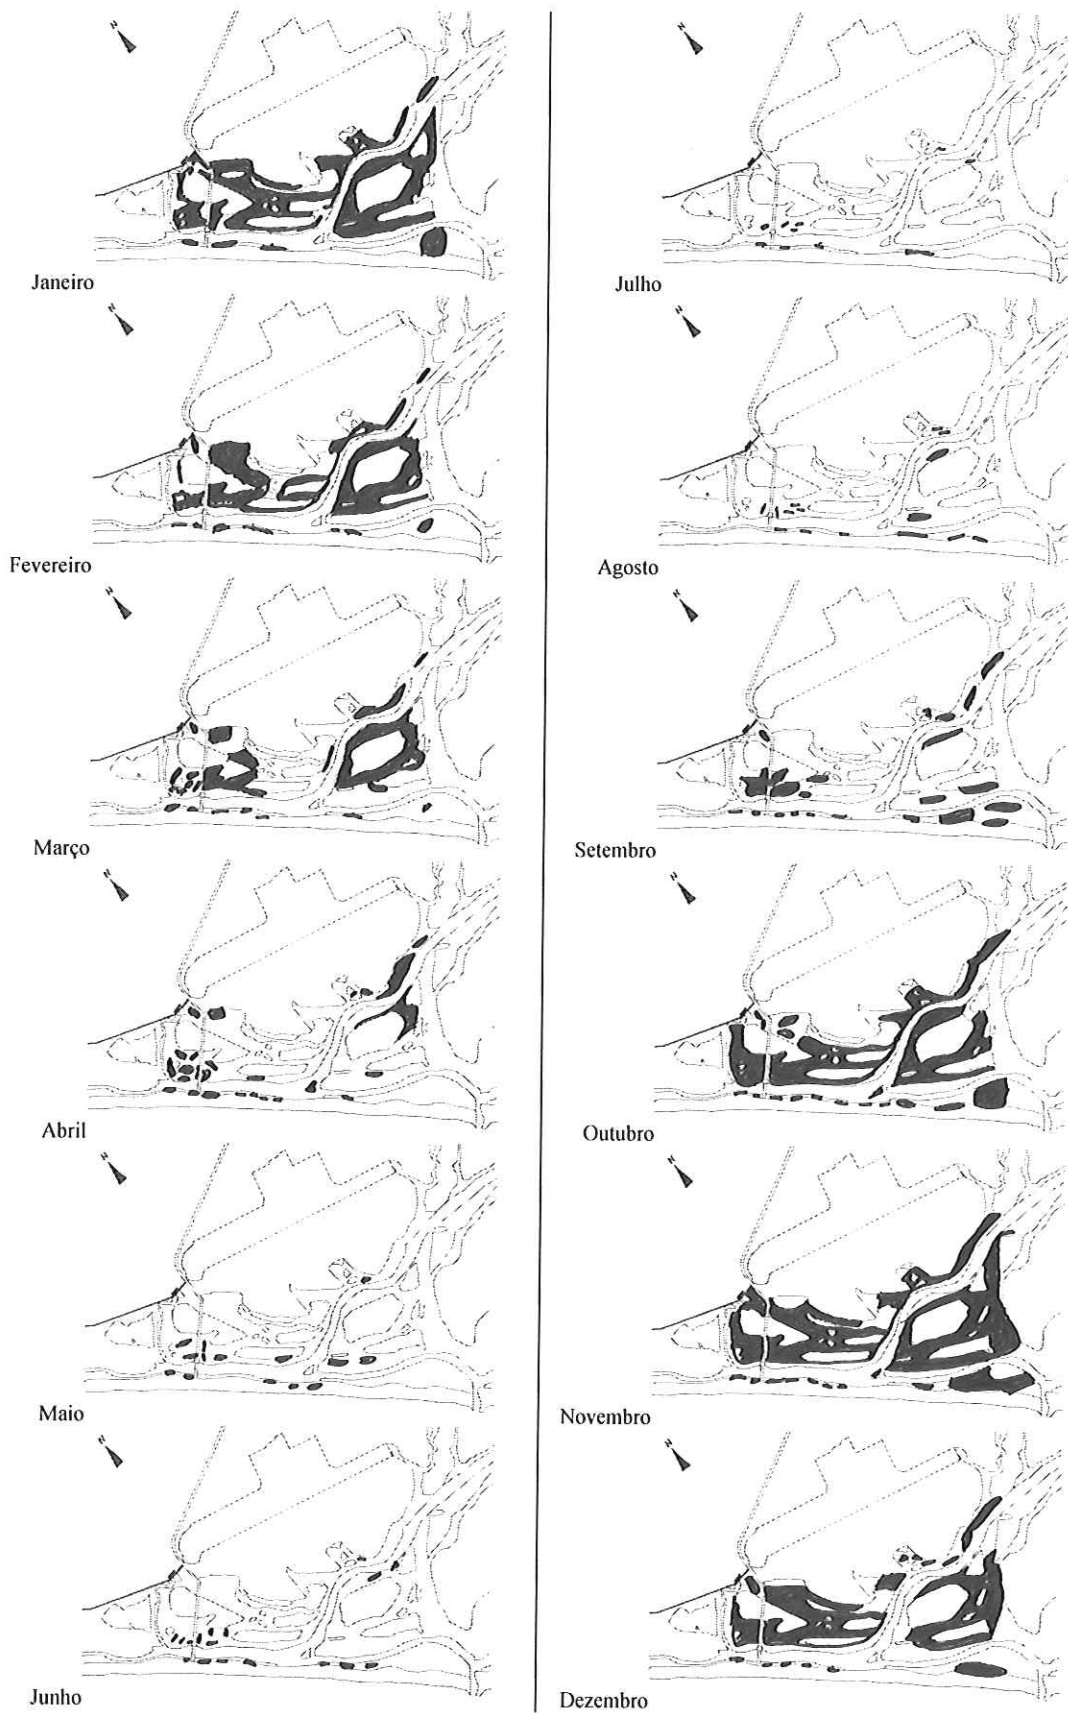 N
Janeiro
N
Fevereiro
N
Março
N
Abril
N
Maio
N
Junho
N
Julho
N
Agosto
N
Setembro
N
Outubro
N
Novembro
N
Dezembro